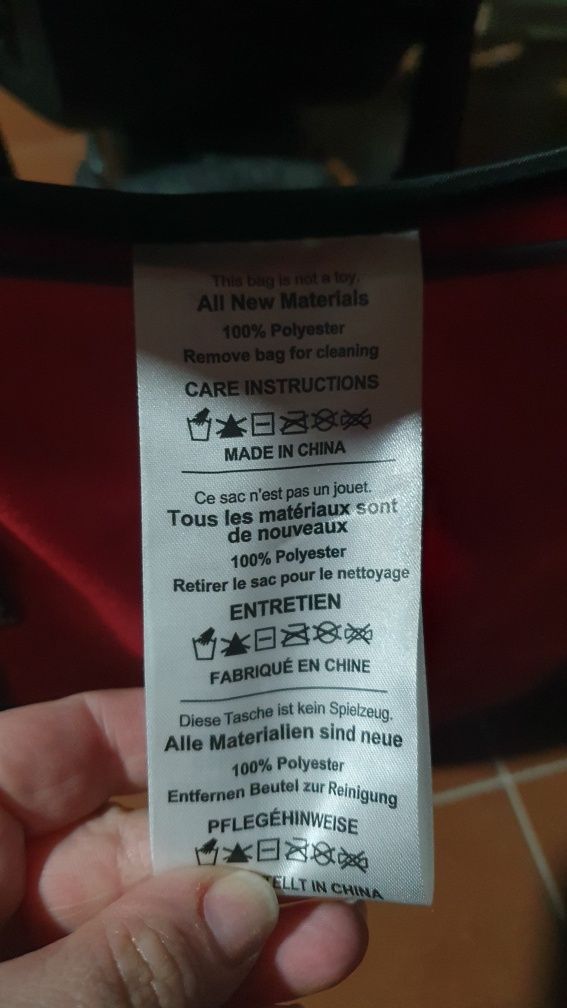 This bag is not a toy.
All New Materials
100% Polyester
Remove bag for cleaning
CARE INSTRUCTIONS
MADE IN CHINA
Ce sac n'est pas un jouet.
Tous les matériaux sont
de nouveaux
100% Polyester
Retirer le sac pour le nettoyage
ENTRETIEN
FABRIQUÉ EN CHINE
Diese Tasche ist kein Spielzeug.
Alle Materialien sind neue
100% Polyester
Entfernen Beutel zur Reinigung
PFLEGÉHINWEISE
TELLT IN CHINA